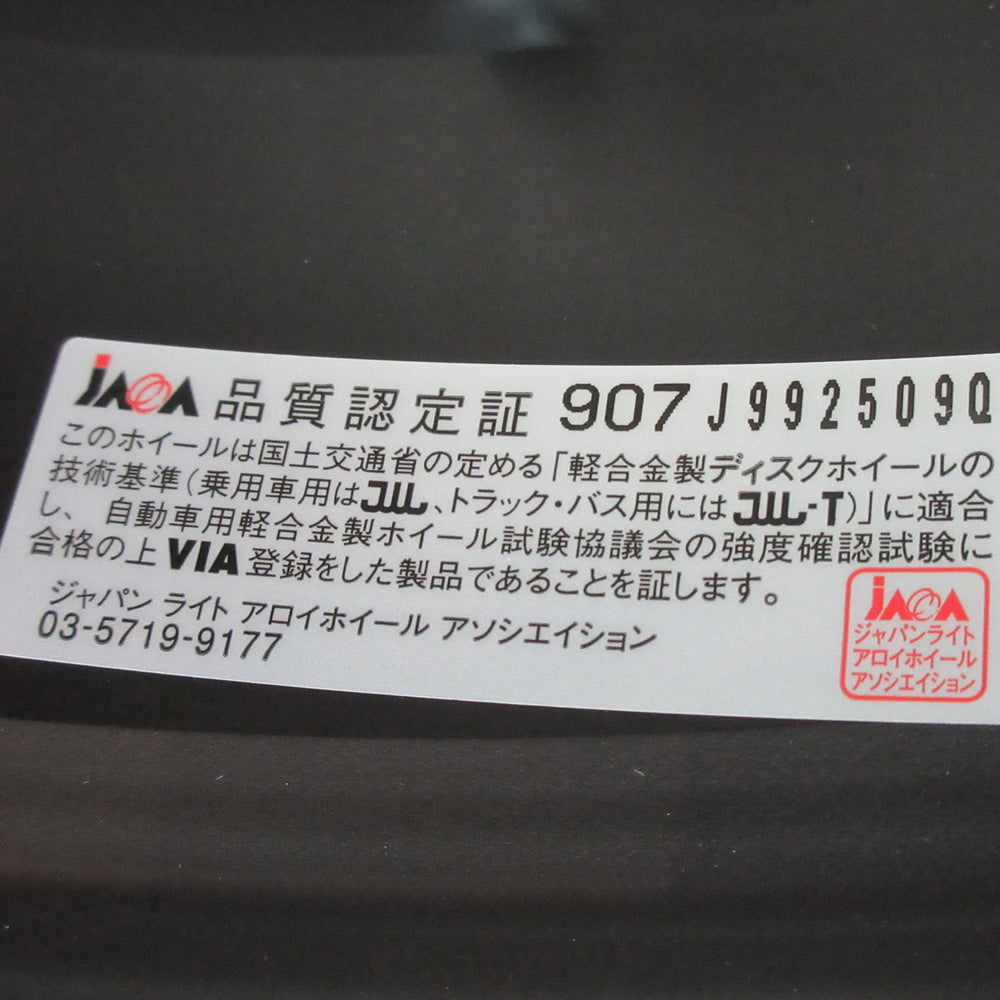 JAWA 品質認定証 907 J992509Q
このホイールは国土交通省の定める「軽合金製ディスクホイールの
技術基準(乗用車用はJWL、トラック・バス用にはJWL-T)」に適合
し、自動車用軽合金製ホイール試験協議会の強度確認試験に
合格の上VIA登録をした製品であることを証します。
ジャパン ライト アロイホイール アソシエイション
03-5719-9177
JAWA
ジャパンライト
アロイホイール
アソシエイション